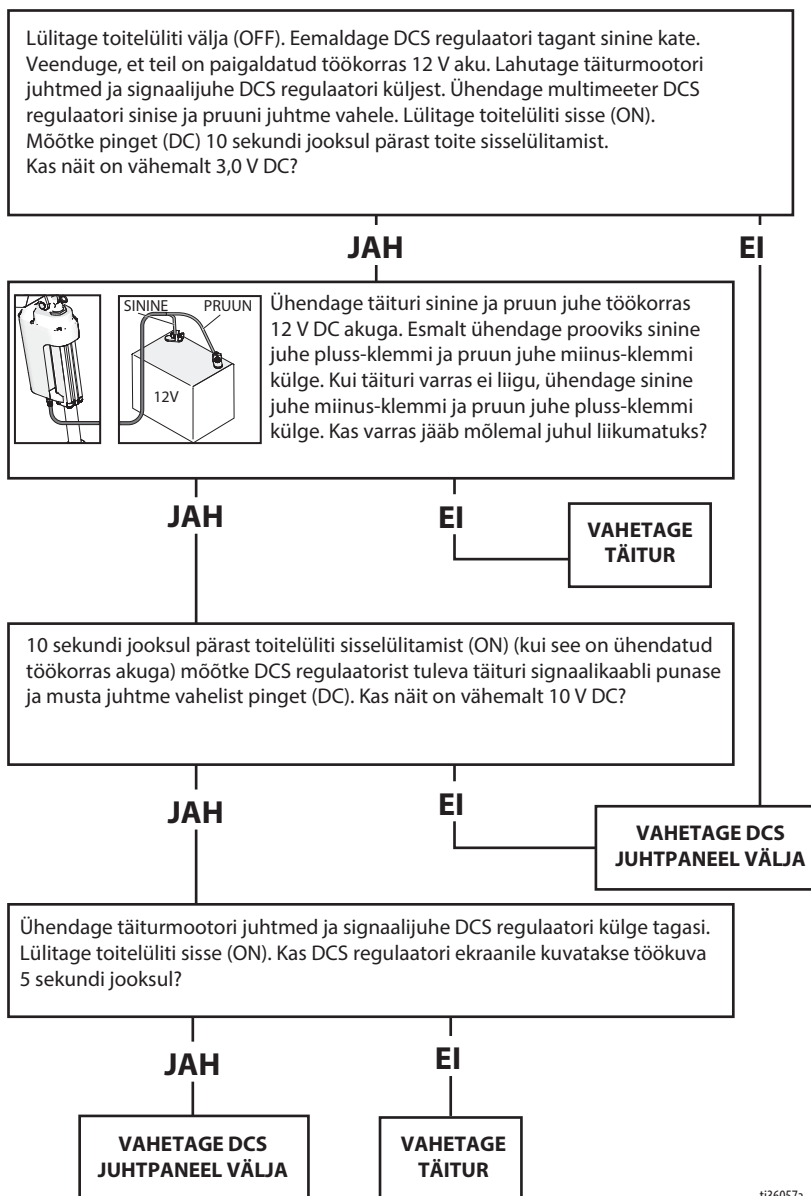 Lülitage toitelüliti välja (OFF). Eemaldage DCS regulaatori tagant sinine kate.
Veenduge, et teil on paigaldatud töökorras 12 V aku. Lahutage täiturmootori
juhtmed ja signaalijuhe DCS regulaatori küljest. Ühendage multimeeter DCS
regulaatori sinise ja pruuni juhtme vahele. Lülitage toitelüliti sisse (ON).
Mõõtke pinget (DC) 10 sekundi jooksul pärast toite sisselülitamist.
Kas näit on vähemalt 3,0 V DC?
JAH
EI
SININE
PRUUN
12V
Ühendage täituri sinine ja pruun juhe töökorras
12 V DC akuga. Esmalt ühendage prooviks sinine
juhe pluss-klemmi ja pruun juhe miinus-klemmi
külge. Kui täituri varras ei liigu, ühendage sinine
juhe miinus-klemmi ja pruun juhe pluss-klemmi
külge. Kas varras jääb mõlemal juhul liikumatuks?
JAH
EI
VAHETAGE
TÄITUR
10 sekundi jooksul pärast toitelüliti sisselülitamist (ON) (kui see on ühendatud
töökorras akuga) mõõtke DCS regulaatorist tuleva täituri signaalikaabli punase
ja musta juhtme vahelist pinget (DC). Kas näit on vähemalt 10 V DC?
JAH
EI
VAHETAGE DCS
JUHTPANEEL VÄLJA
Ühendage täiturmootori juhtmed ja signaalijuhe DCS regulaatori külge tagasi.
Lülitage toitelüliti sisse (ON). Kas DCS regulaatori ekraanile kuvatakse töökuva
5 sekundi jooksul?
JAH
EI
VAHETAGE DCS
JUHTPANEEL VÄLJA
VAHETAGE
TÄITUR
ti36057a